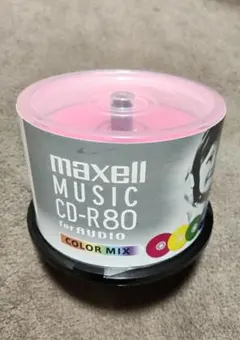 maxell
MUSIC
CD-R80
for AUDIO
COLOR MIX